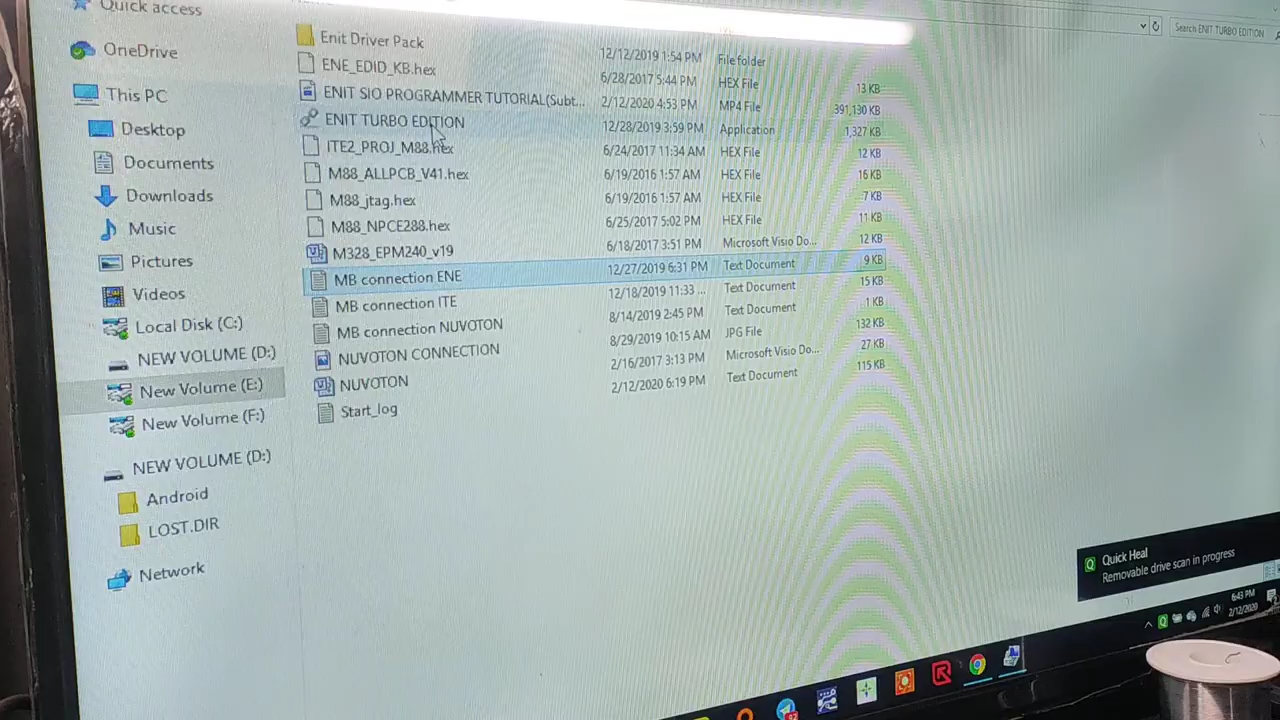 Quick access
OneDrive
This PC
Desktop
Documents
Downloads
Music
Pictures
Videos
Local Disk (C:)
NEW VOLUME (D:)
New Volume (E:)
New Volume (F:)
NEW VOLUME (D:)
Android
LOST.DIR
Network
Search ENIT TURBO EDITION
Enit Driver Pack 12/12/2019 1:54 PM File folder
ENE_EDID_KB.hex 6/28/2017 5:44 PM HEX File 13 KB
ENIT SIO PROGRAMMER TUTORIAL(Subt... 2/12/2020 4:53 PM MP4 File 391,130 KB
ENIT TURBO EDITION 12/28/2019 3:59 PM Application 1,327 KB
ITE2_PROJ_M88.hex 6/24/2017 11:34 AM HEX File 12 KB
M88_ALLPCB_V41.hex 6/19/2016 1:57 AM HEX File 16 KB
M88_jtag.hex 6/19/2016 1:57 AM HEX File 7 KB
M88_NPCE288.hex 6/25/2017 5:02 PM HEX File 11 KB
M328_EPM240_v19 6/18/2017 3:51 PM Microsoft Visio Do... 12 KB
MB connection ENE 12/27/2019 6:31 PM Text Document 9 KB
MB connection ITE 12/18/2019 11:33 ... Text Document 15 KB
MB connection NUVOTON 8/14/2019 2:45 PM Text Document 1 KB
NUVOTON CONNECTION 8/29/2019 10:15 AM JPG File 132 KB
NUVOTON 2/16/2017 3:13 PM Microsoft Visio Do... 27 KB
Start_log 2/12/2020 6:19 PM Text Document 115 KB
Quick Heal
Removable drive scan in progress
6:43 PM
2/12/2020